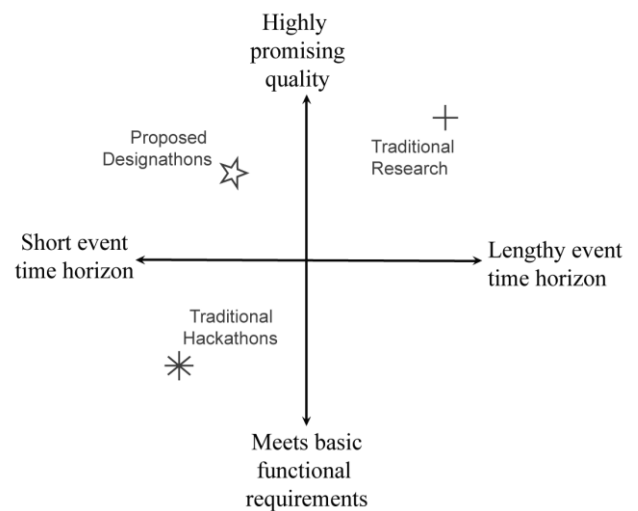 Highly
promising
quality
Proposed
Designathons
Traditional
Research
Short event
time horizon
Lengthy event
time horizon
Traditional
Hackathons
Meets basic
functional
requirements